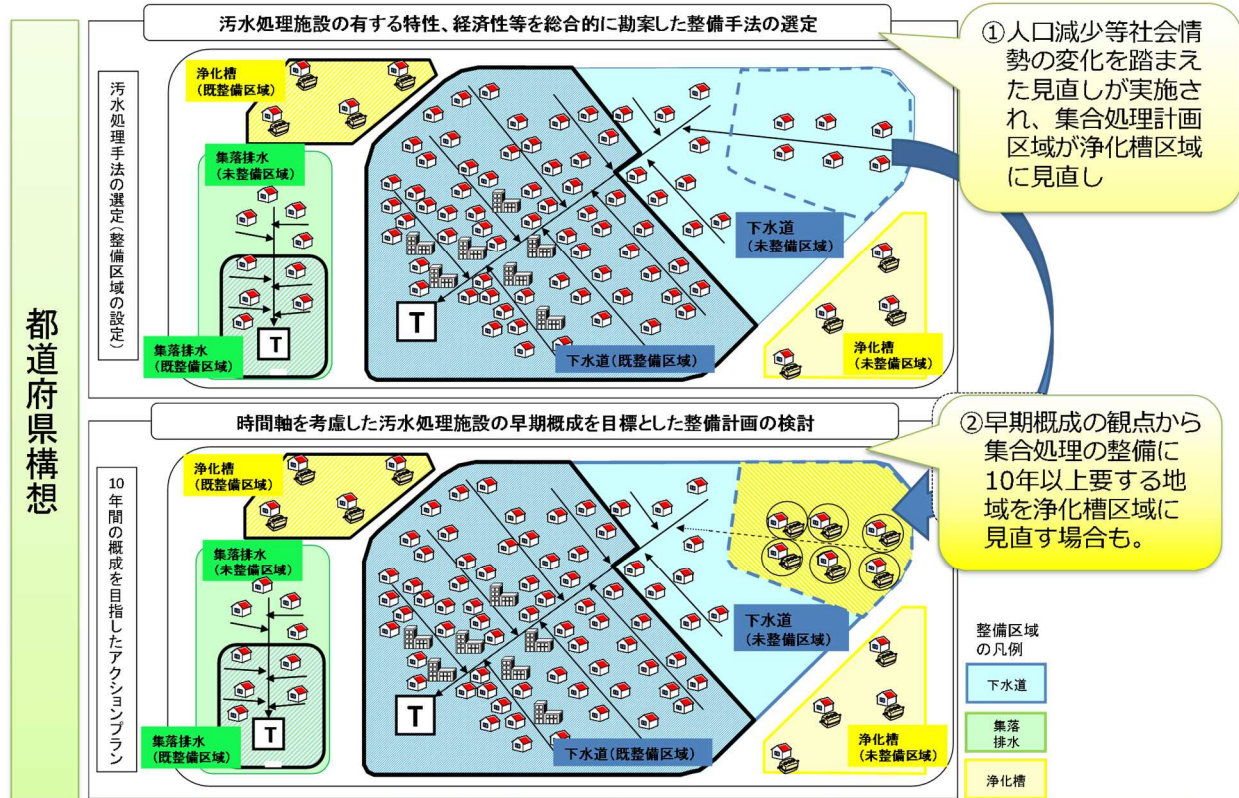 都道府県構想
汚水処理施設の有する特性、経済性等を総合的に勘案した整備手法の選定
汚水処理手法の選定(整備区域の設定)
浄化槽
(既整備区域)
集落排水
(未整備区域)
T
集落排水
(既整備区域)
T
下水道(既整備区域)
下水道
(未整備区域)
浄化槽
(未整備区域)
①人口減少等社会情
勢の変化を踏まえ
た見直しが実施さ
れ、集合処理計画
区域が浄化槽区域
に見直し
時間軸を考慮した汚水処理施設の早期概成を目標とした整備計画の検討
10年間の概成を目指したアクションプラン
浄化槽
(既整備区域)
集落排水
(未整備区域)
T
集落排水
(既整備区域)
T
下水道(既整備区域)
下水道
(未整備区域)
浄化槽
(未整備区域)
②早期概成の観点から
集合処理の整備に
10年以上要する地
域を浄化槽区域に
見直す場合も。
整備区域
の凡例
下水道
集落
排水
浄化槽